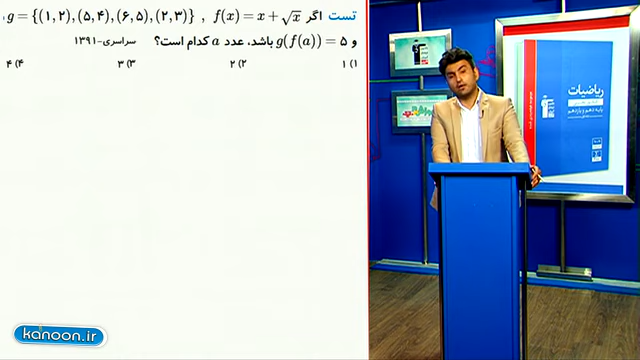 تست اگر f(x) = x + √x , g = {(۱,۲),(۵,۴),(۶,۵),(۲,۳)}
و g(f(a)) = ۵ باشد، عدد a کدام است؟ سراسری-۱۳۹۱
۱) ۱ ۲) ۲ ۳) ۳ ۴) ۴
ریاضیات
kanoon.ir